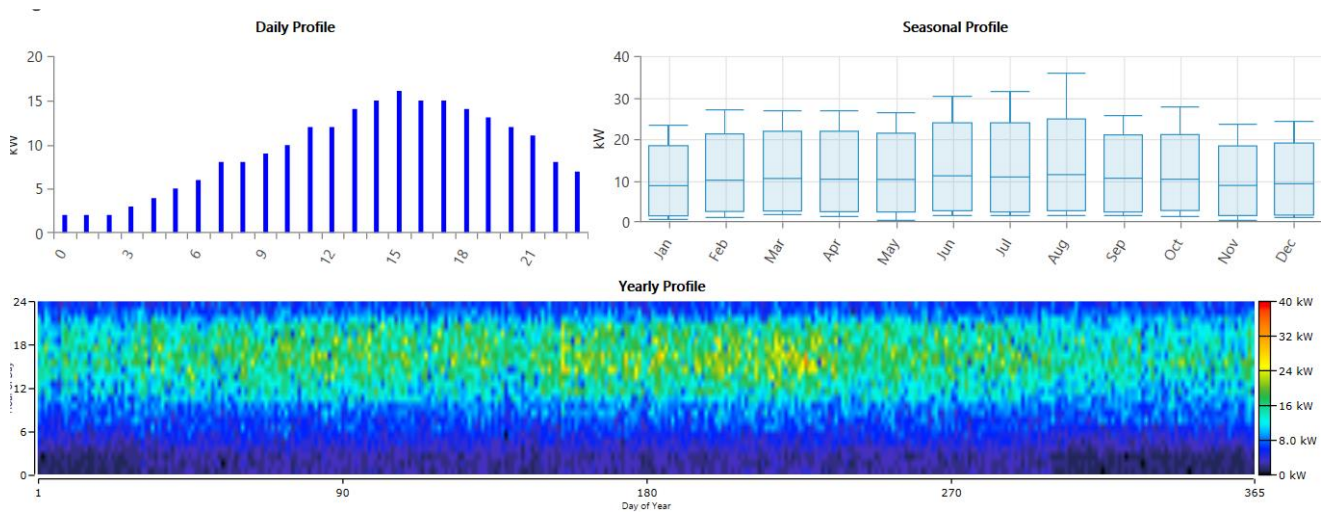 Daily Profile
20
15
10
5
0
kW
0 3 6 9 12 15 18 21
Seasonal Profile
40
30
20
10
0
kW
Jan Feb Mar Apr May Jun Jul Aug Sep Oct Nov Dec
Yearly Profile
24
18
12
6
0
1 90 180 270 365
Day of Year
40 kW
32 kW
24 kW
16 kW
8.0 kW
0 kW